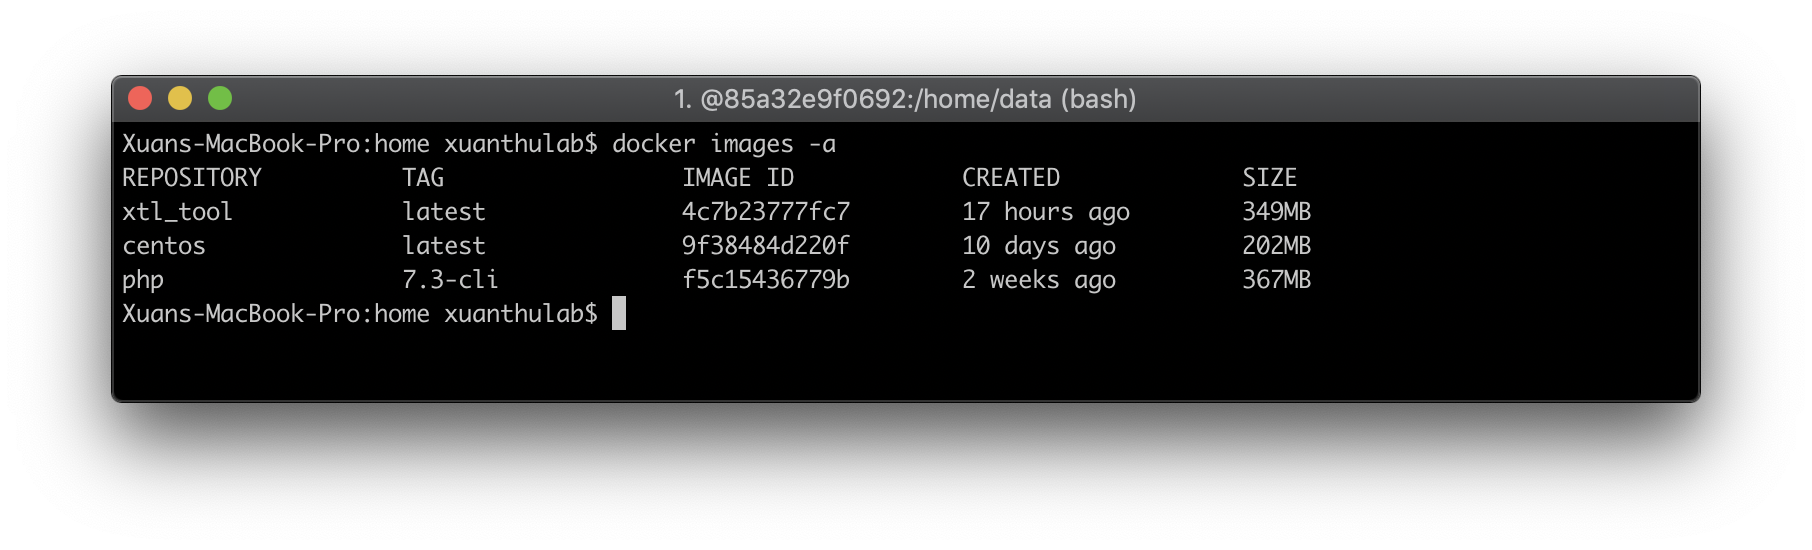 1. @85a32e9f0692:/home/data (bash)
Xuans-MacBook-Pro:home xuanthulab$ docker images -a
REPOSITORY          TAG                 IMAGE ID            CREATED             SIZE
xtl_tool            latest              4c7b23777fc7        17 hours ago        349MB
centos              latest              9f38484d220f        10 days ago         202MB
php                 7.3-cli             f5c15436779b        2 weeks ago         367MB
Xuans-MacBook-Pro:home xuanthulab$